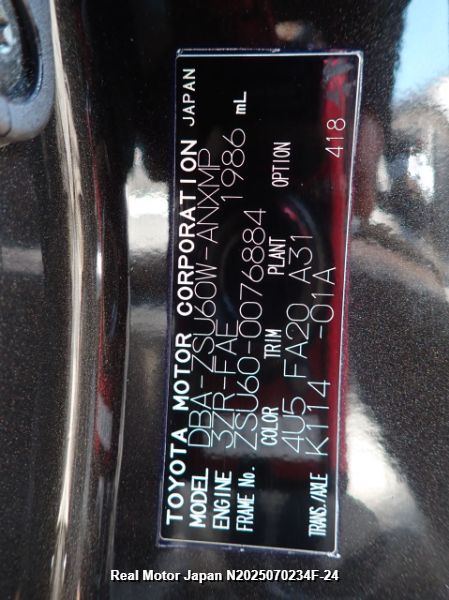 TOYOTA MOTOR CORPORATION JAPAN
MODEL DBA-ZSU60W-ANXMP
ENGINE 3ZR-FAE 1986 mL
FRAME No. ZSU60-0076884
COLOR TRIM PLANT OPTION
4U5 FA20 A31
TRANS./AXLE K114 -01A 418
Real Motor Japan N2025070234F-24